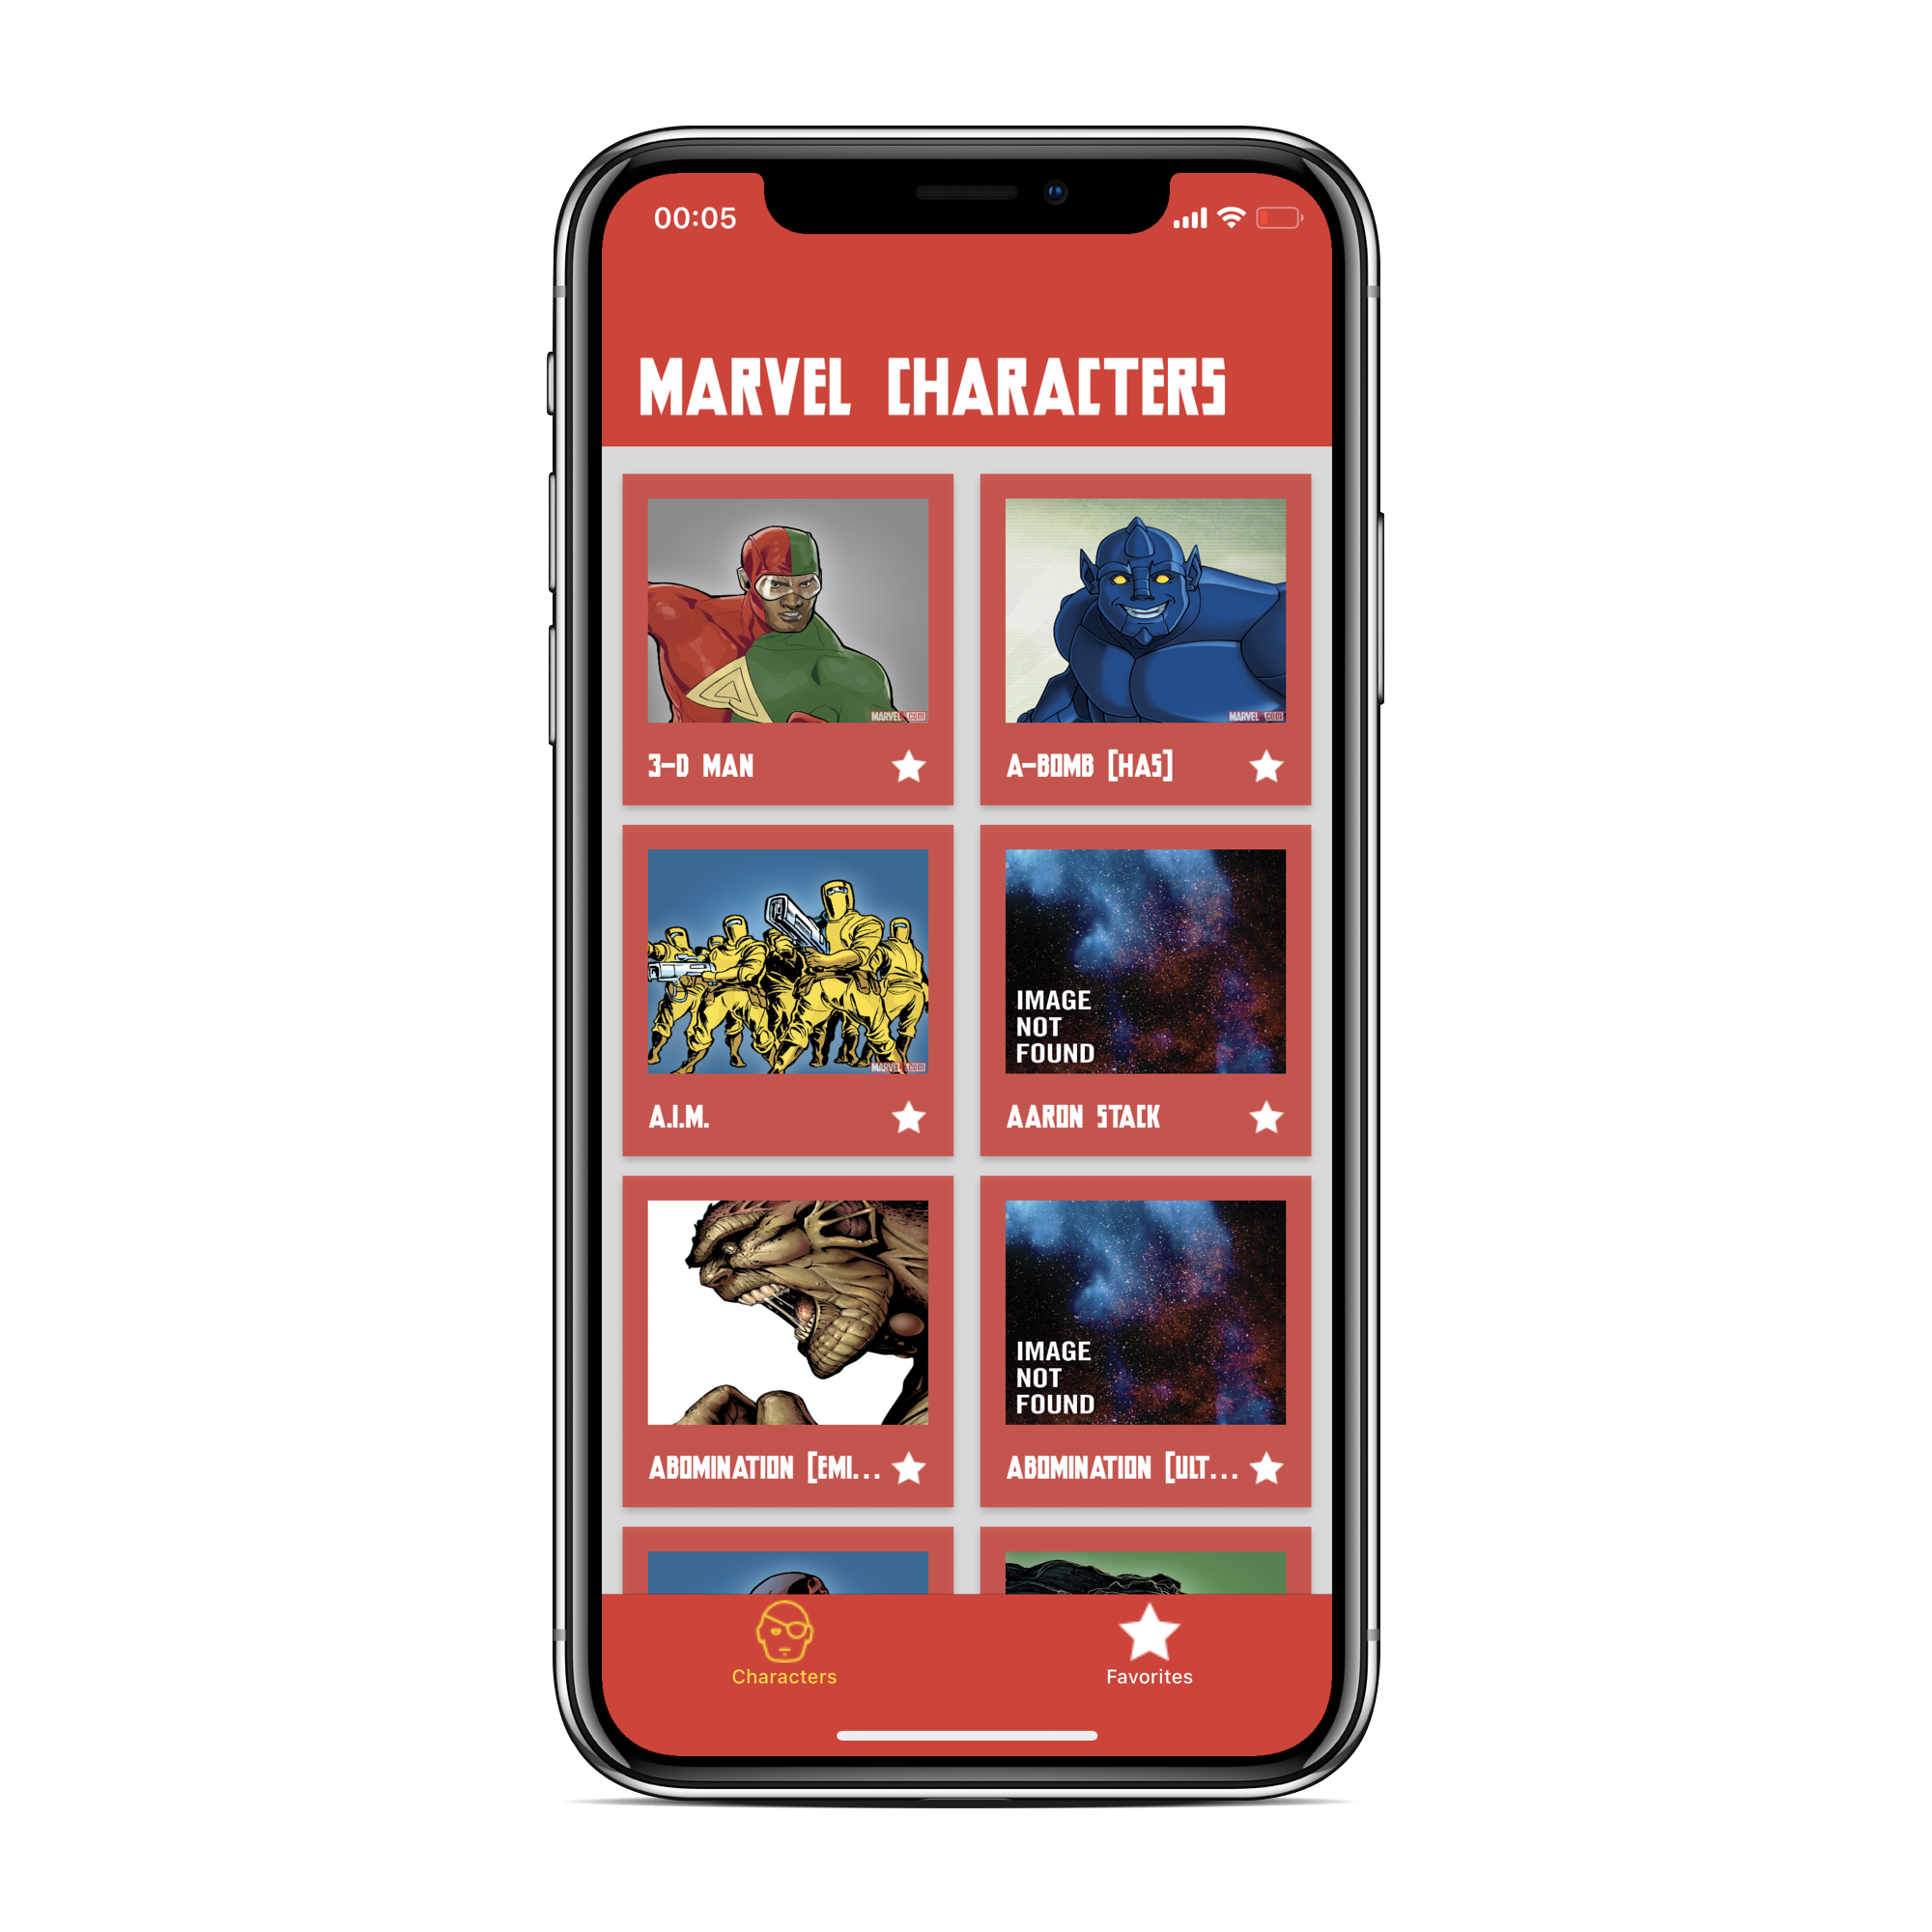 00:05
MARVEL CHARACTERS
MARVEL.COM
MARVEL.COM
3-D MAN
A-BOMB [HAS]
MARVEL.COM
IMAGE
NOT
FOUND
A.I.M.
AARON STACK
IMAGE
NOT
FOUND
ABOMINATION [EMI...
ABOMINATION [ULT...
Characters
Favorites